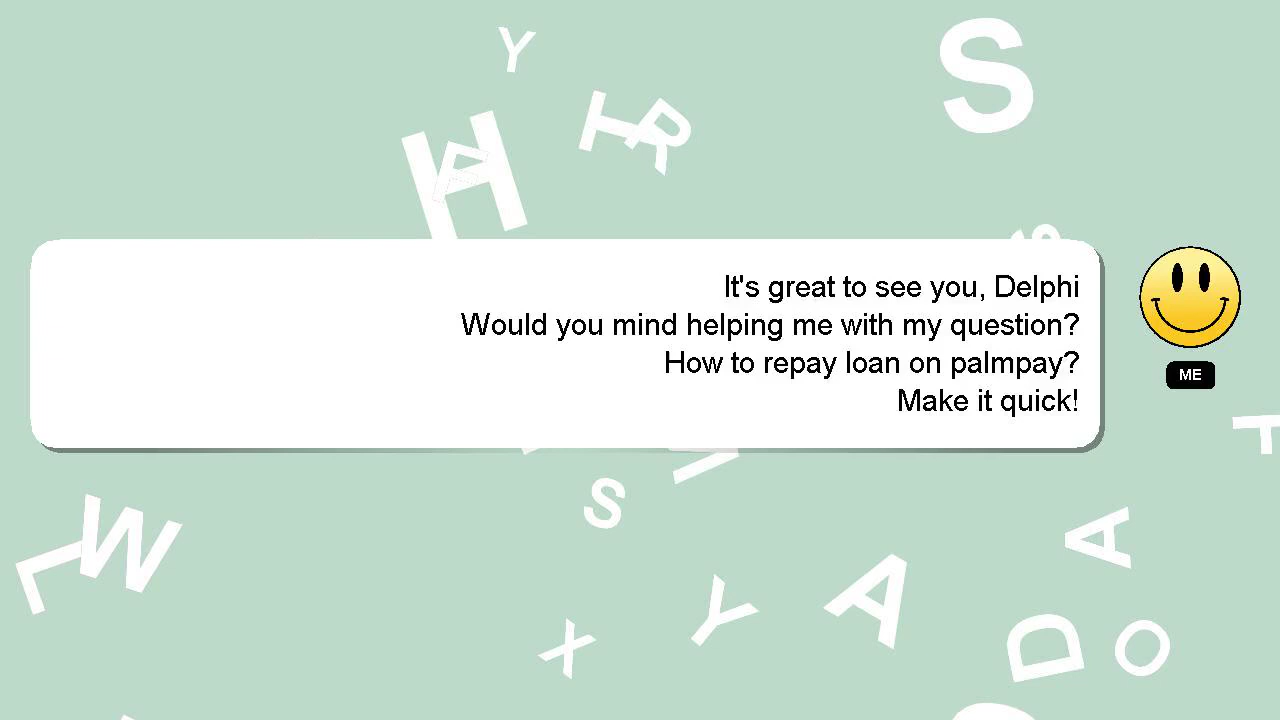 Y
S
T
R
H
A
S
It's great to see you, Delphi
Would you mind helping me with my question?
How to repay loan on palmpay?
Make it quick!
ME
T
S
W
L
A
A
Y
X
D
O